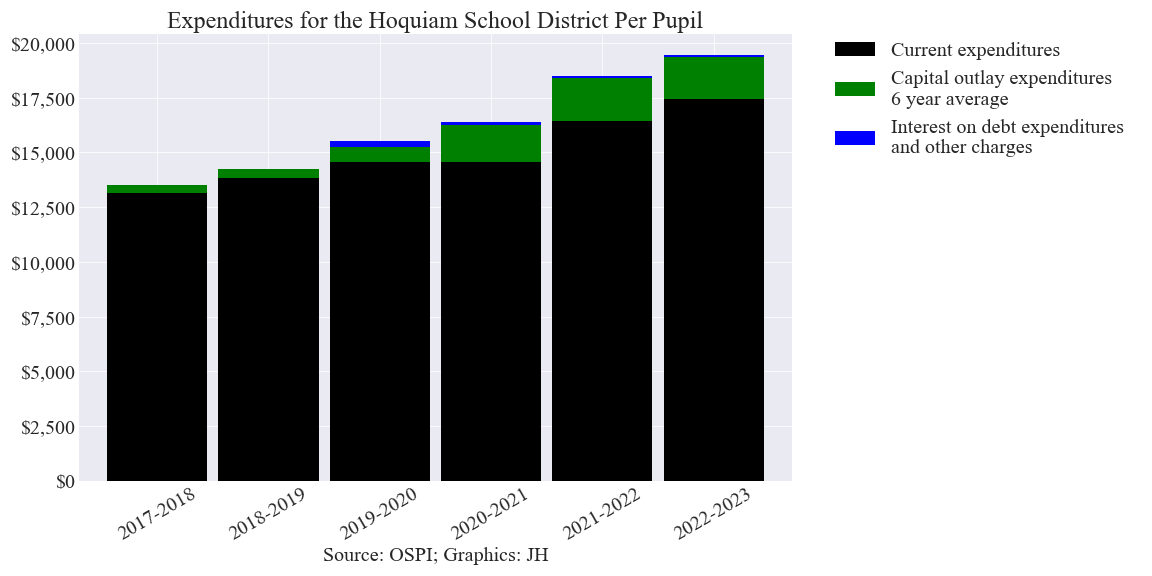 Expenditures for the Hoquiam School District Per Pupil
$20,000
$17,500
$15,000
$12,500
$10,000
$7,500
$5,000
$2,500
$0
2017-2018
2018-2019
2019-2020
2020-2021
2021-2022
2022-2023
Source: OSPI; Graphics: JH
Current expenditures
Capital outlay expenditures
6 year average
Interest on debt expenditures
and other charges